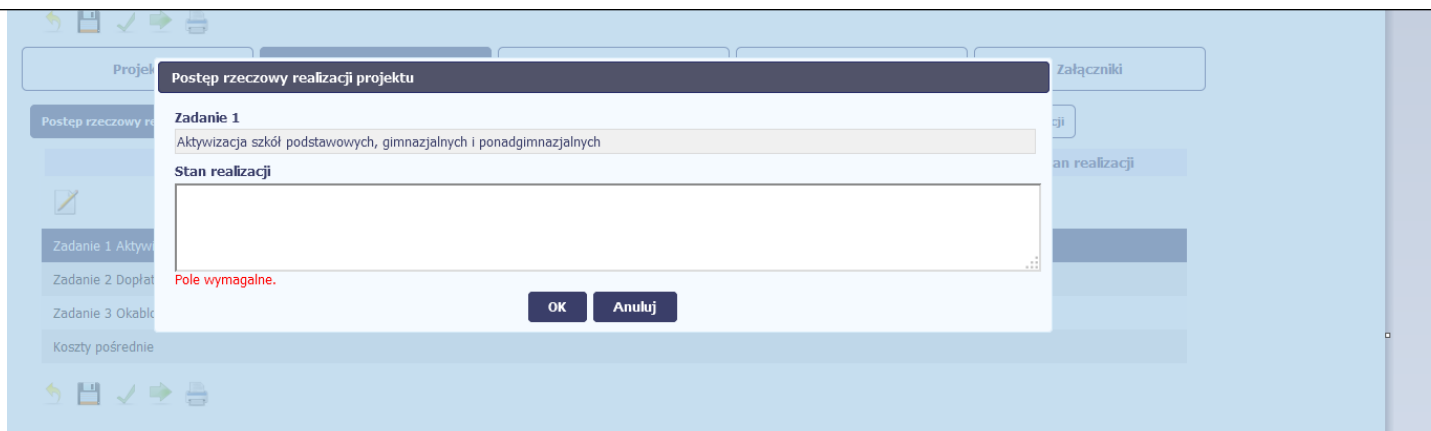 Projek
Załączniki
Postęp rzeczowy realizacji projektu
Postęp rzeczowy re
cji
Zadanie 1
Aktywizacja szkół podstawowych, gimnazjalnych i ponadgimnazjalnych
an realizacji
Stan realizacji
Zadanie 1 Aktywi
Zadanie 2 Dopłat
Pole wymagalne.
OK Anuluj
Zadanie 3 Okablo
Koszty pośrednie